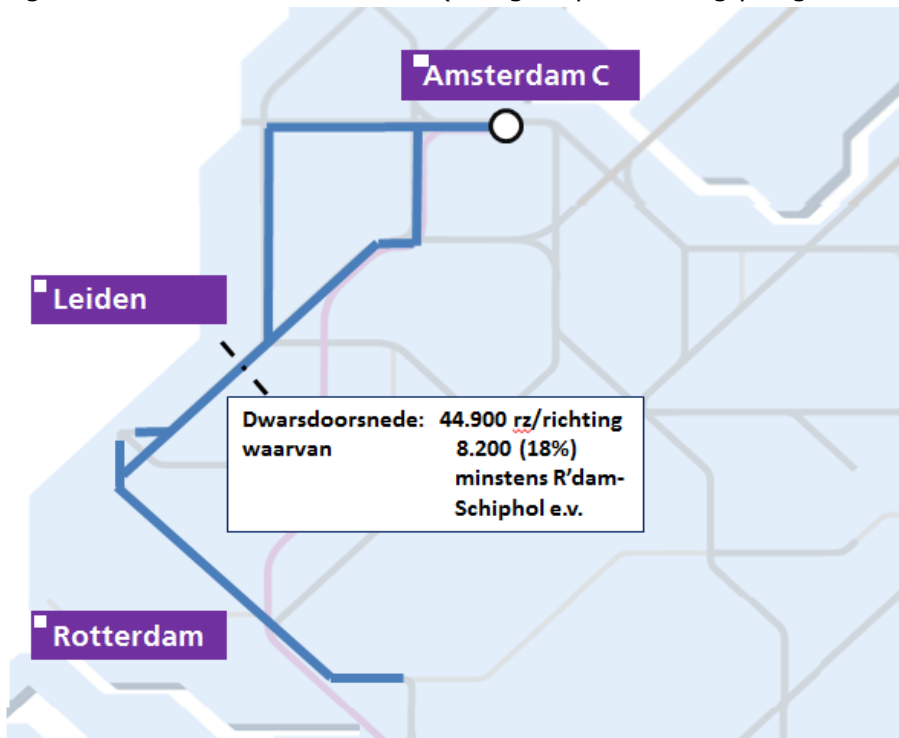 Amsterdam C
Leiden
Dwarsdoorsnede: 44.900 rz/richting
waarvan 8.200 (18%)
minstens R'dam-
Schiphol e.v.
Rotterdam